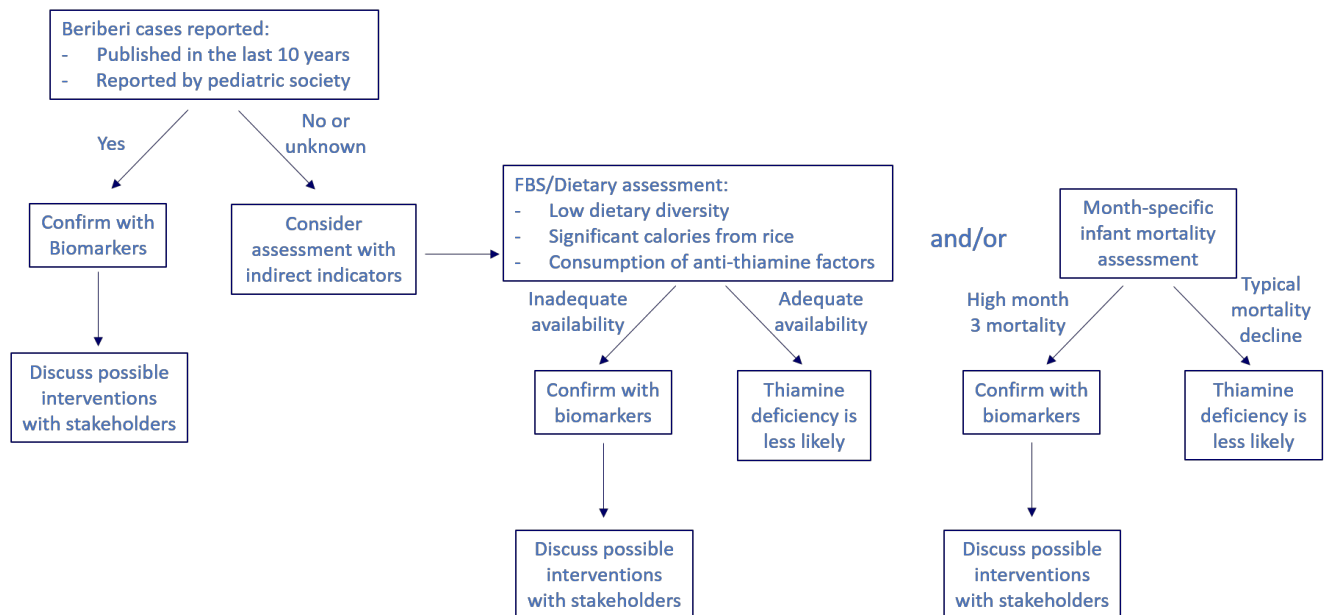 Beriberi cases reported:
- Published in the last 10 years
- Reported by pediatric society
Yes
No or
unknown
Confirm with
Biomarkers
Consider
assessment with
indirect indicators
Discuss possible
interventions
with stakeholders
FBS/Dietary assessment:
- Low dietary diversity
- Significant calories from rice
- Consumption of anti-thiamine factors
and/or
Month-specific
infant mortality
assessment
Inadequate
availability
Adequate
availability
High month
3 mortality
Typical
mortality
decline
Confirm with
biomarkers
Thiamine
deficiency is
less likely
Confirm with
biomarkers
Thiamine
deficiency is
less likely
Discuss possible
interventions
with stakeholders
Discuss possible
interventions
with stakeholders